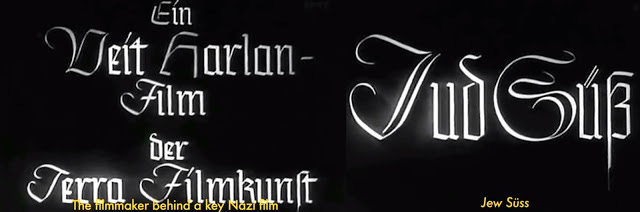 Ein
Veit Harlan-
Film
der
Terra Filmkunst
The filmmaker behind a key Nazi film
Jud Süß
Jew Süss